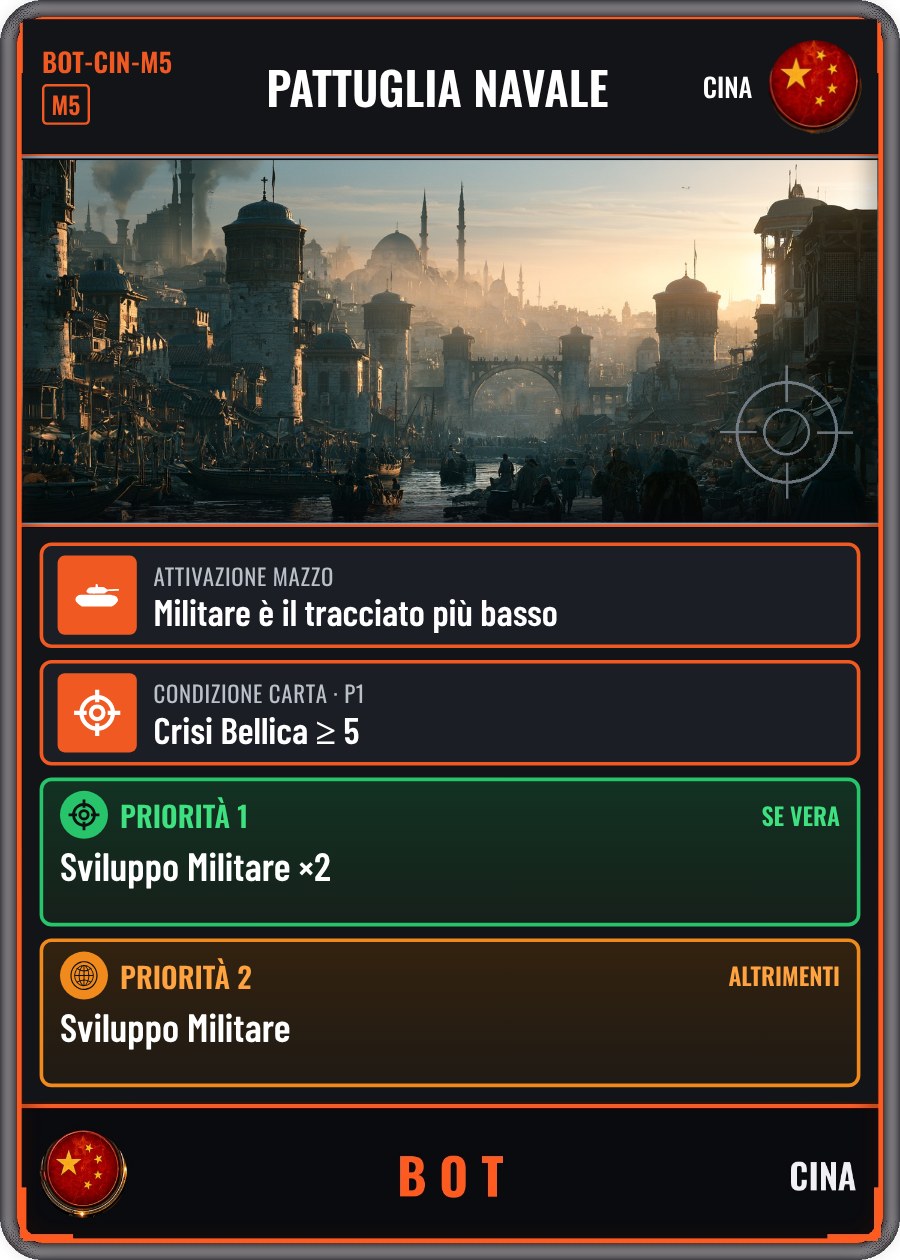 BOT-CIN-M5
M5
PATTUGLIA NAVALE
CINA
ATTIVAZIONE MAZZO
Militare è il tracciato più basso
CONDIZIONE CARTA · P1
Crisi Bellica ≥ 5
PRIORITÀ 1
SE VERA
Sviluppo Militare ×2
PRIORITÀ 2
ALTRIMENTI
Sviluppo Militare
BOT
CINA